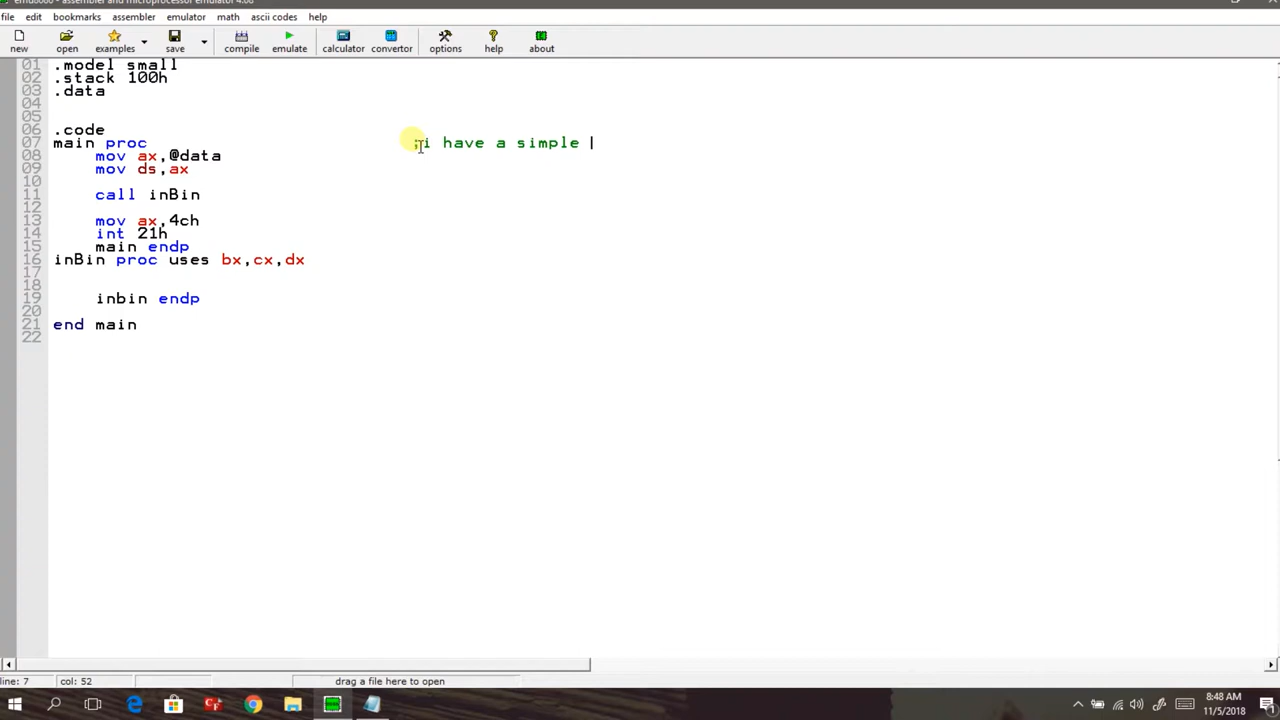 file edit bookmarks assembler emulator math ascii codes help
new open examples save compile emulate calculator convertor options help about
01 .model small
02 .stack 100h
03 .data
04
05
06 .code
07 main proc ;i have a simple
08 mov ax,@data
09 mov ds,ax
10
11 call inBin
12
13 mov ax,4ch
14 int 21h
15 main endp
16 inBin proc uses bx,cx,dx
17
18
19 inbin endp
20
21 end main
22
line: 7 col: 52 drag a file here to open
8:48 AM
11/5/2018